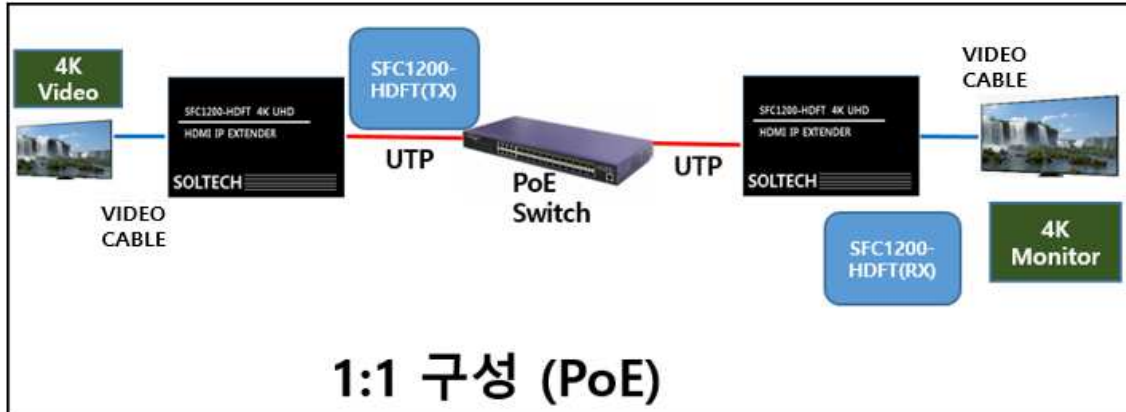 4K
Video
VIDEO
CABLE
SFC1200-HDFT 4K UHD
HDMI IP EXTENDER
SOLTECH
SFC1200-
HDFT(TX)
UTP
PoE
Switch
UTP
SFC1200-HDFT 4K UHD
HDMI IP EXTENDER
SOLTECH
SFC1200-
HDFT(RX)
VIDEO
CABLE
4K
Monitor
1:1 구성 (PoE)